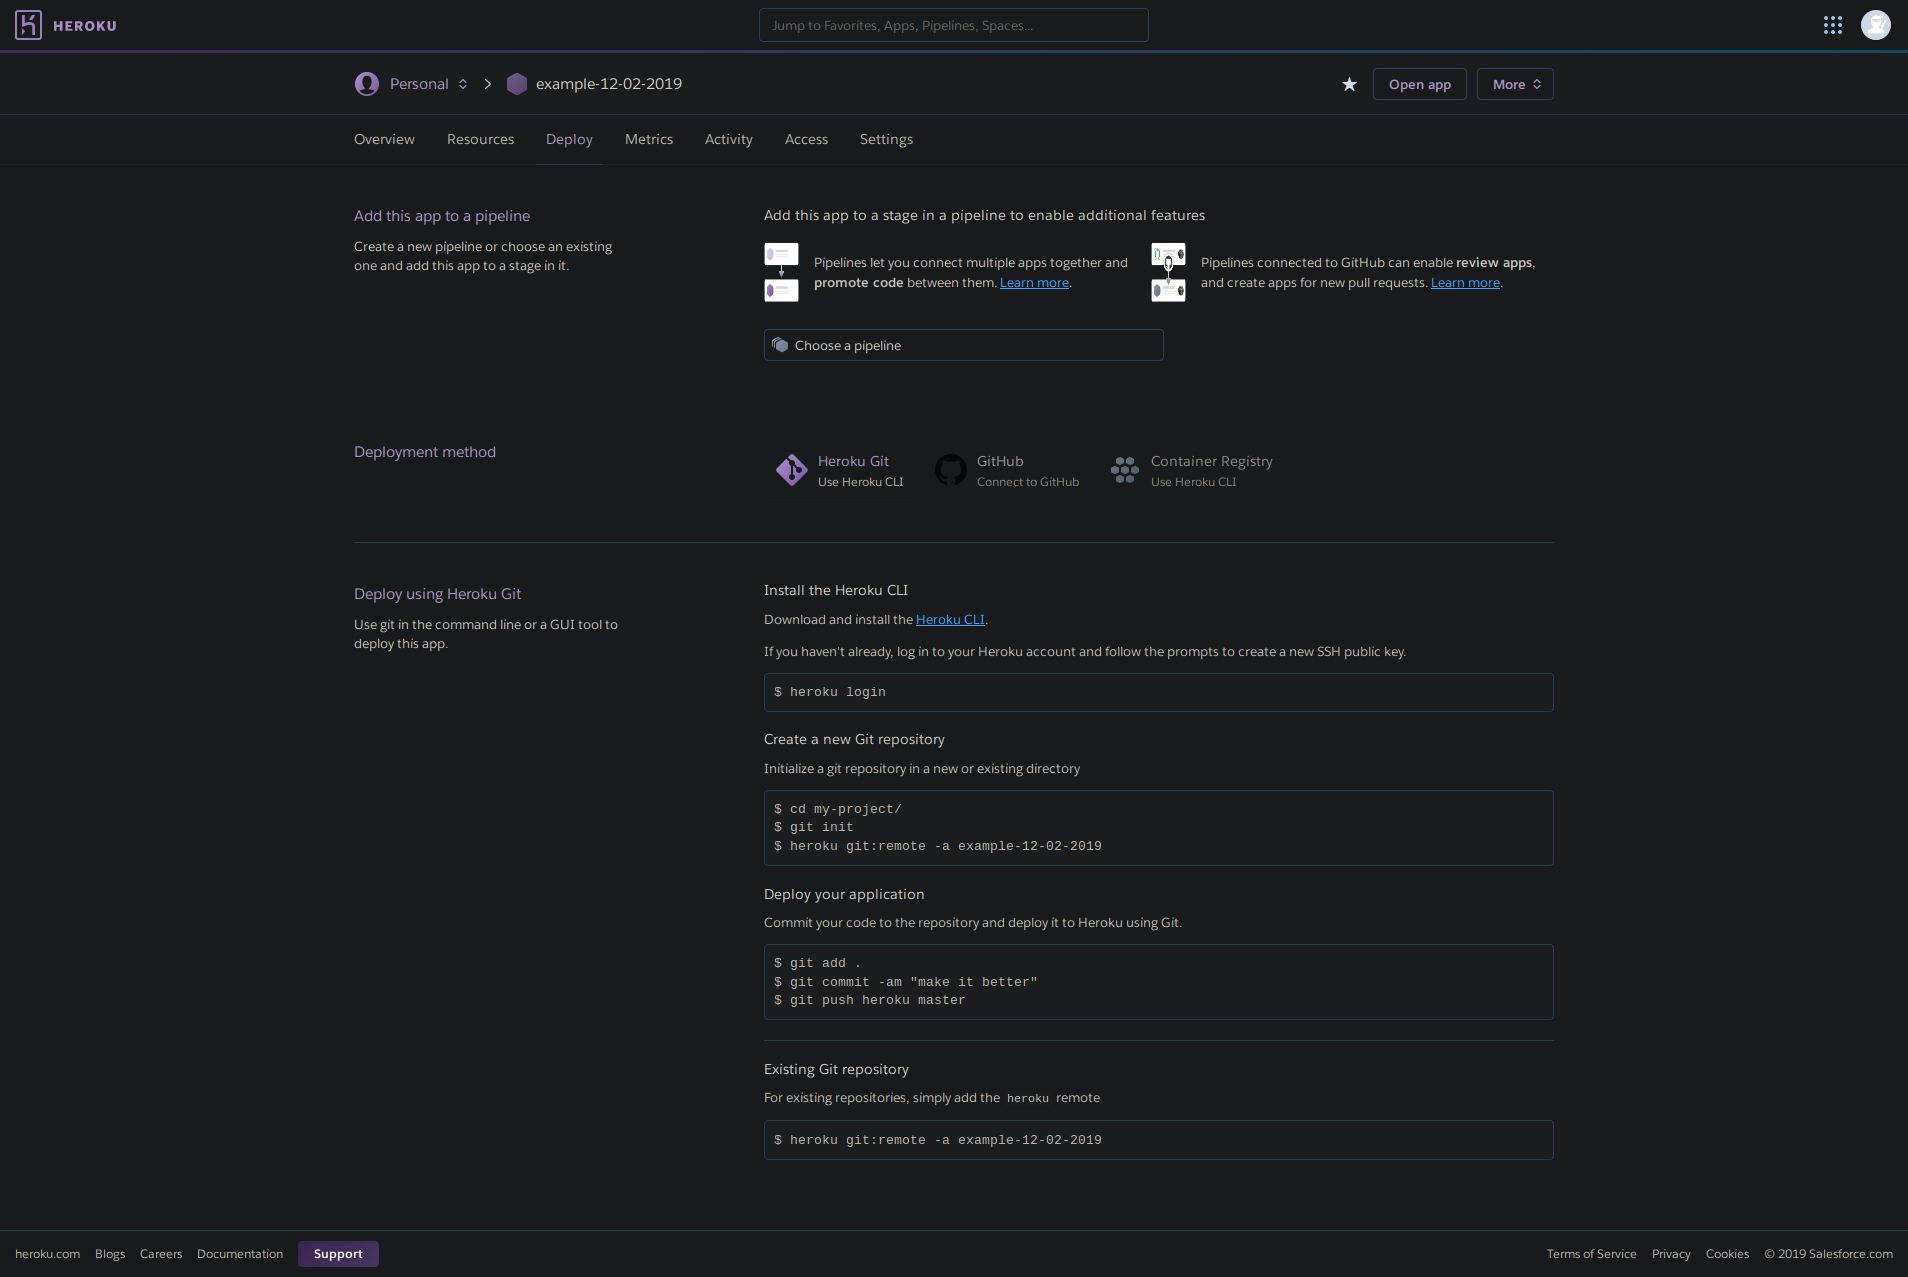 HEROKU
Jump to Favorites, Apps, Pipelines, Spaces...
Personal
example-12-02-2019
Open app
More
Overview
Resources
Deploy
Metrics
Activity
Access
Settings
Add this app to a pipeline
Create a new pipeline or choose an existing
one and add this app to a stage in it.
Add this app to a stage in a pipeline to enable additional features
Pipelines let you connect multiple apps together and
promote code between them. Learn more.
Pipelines connected to GitHub can enable review apps,
and create apps for new pull requests. Learn more.
Choose a pipeline
Deployment method
Heroku Git
Use Heroku CLI
GitHub
Connect to GitHub
Container Registry
Use Heroku CLI
Deploy using Heroku Git
Use git in the command line or a GUI tool to
deploy this app.
Install the Heroku CLI
Download and install the Heroku CLI.
If you haven't already, log in to your Heroku account and follow the prompts to create a new SSH public key.
$ heroku login
Create a new Git repository
Initialize a git repository in a new or existing directory
$ cd my-project/
$ git init
$ heroku git:remote -a example-12-02-2019
Deploy your application
Commit your code to the repository and deploy it to Heroku using Git.
$ git add .
$ git commit -am "make it better"
$ git push heroku master
Existing Git repository
For existing repositories, simply add the heroku remote
$ heroku git:remote -a example-12-02-2019
heroku.com
Blogs
Careers
Documentation
Support
Terms of Service
Privacy
Cookies
© 2019 Salesforce.com